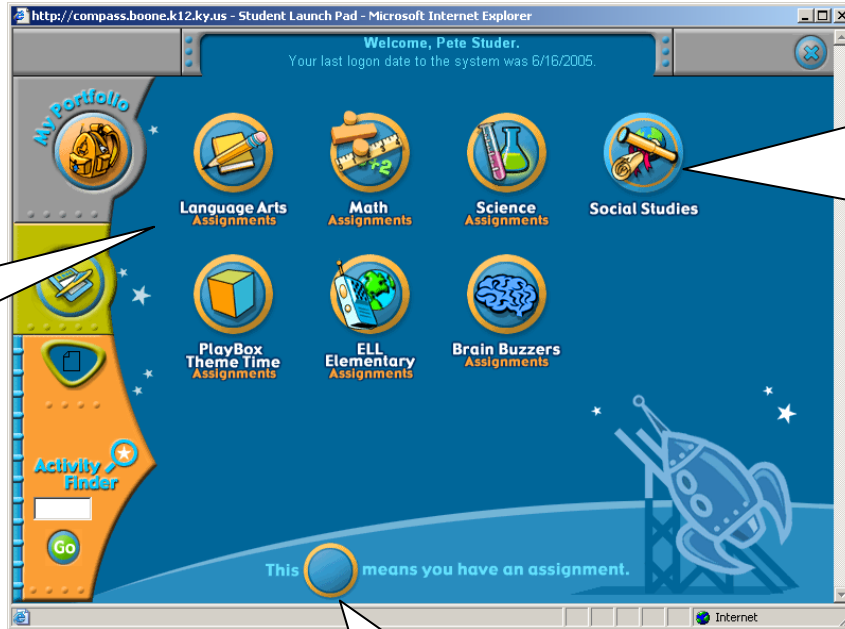 http://compass.boone.k12.ky.us - Student Launch Pad - Microsoft Internet Explorer
Welcome, Pete Studer.
Your last logon date to the system was 6/16/2005.
My Portfolio
Language Arts
Assignments
Math
Assignments
Science
Assignments
Social Studies
PlayBox
Theme Time
Assignments
ELL
Elementary
Assignments
Brain Buzzers
Assignments
Activity
Finder
Go
This means you have an assignment.
Internet